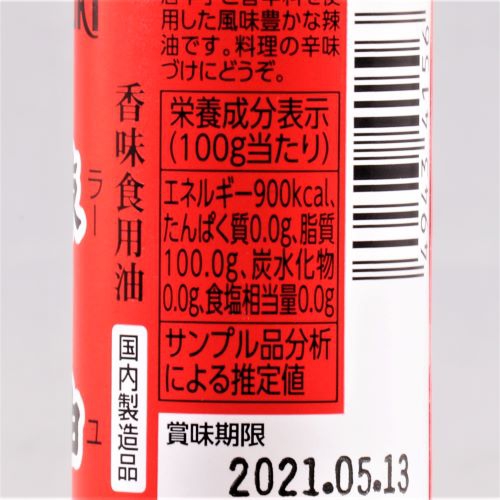 使用した風味豊かな辣
油です。料理の辛味
づけにどうぞ。
栄養成分表示
(100g当たり)
エネルギー900kcal、
たんぱく質0.0g、脂質
100.0g、炭水化物
0.0g、食塩相当量0.0g
サンプル品分析
による推定値
賞味期限
2021.05.13
香味食用油
国内製造品
ラー
ュ